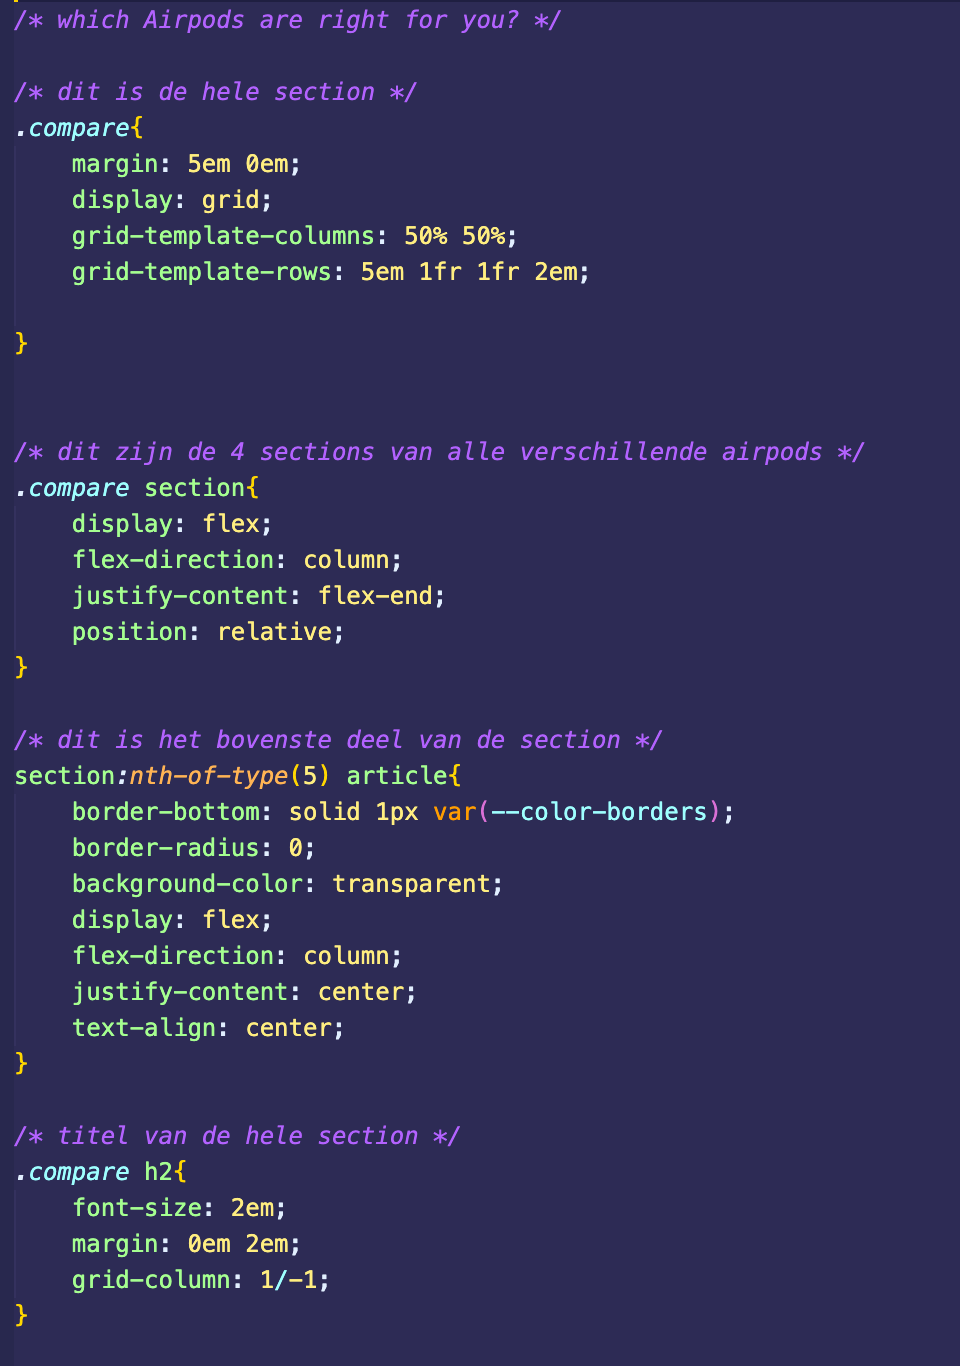 /* which Airpods are right for you? */
/* dit is de hele section */
.compare{
    margin: 5em 0em;
    display: grid;
    grid-template-columns: 50% 50%;
    grid-template-rows: 5em 1fr 1fr 2em;
}
/* dit zijn de 4 sections van alle verschillende airpods */
.compare section{
    display: flex;
    flex-direction: column;
    justify-content: flex-end;
    position: relative;
}
/* dit is het bovenste deel van de section */
section:nth-of-type(5) article{
    border-bottom: solid 1px var(--color-borders);
    border-radius: 0;
    background-color: transparent;
    display: flex;
    flex-direction: column;
    justify-content: center;
    text-align: center;
}
/* titel van de hele section */
.compare h2{
    font-size: 2em;
    margin: 0em 2em;
    grid-column: 1/-1;
}